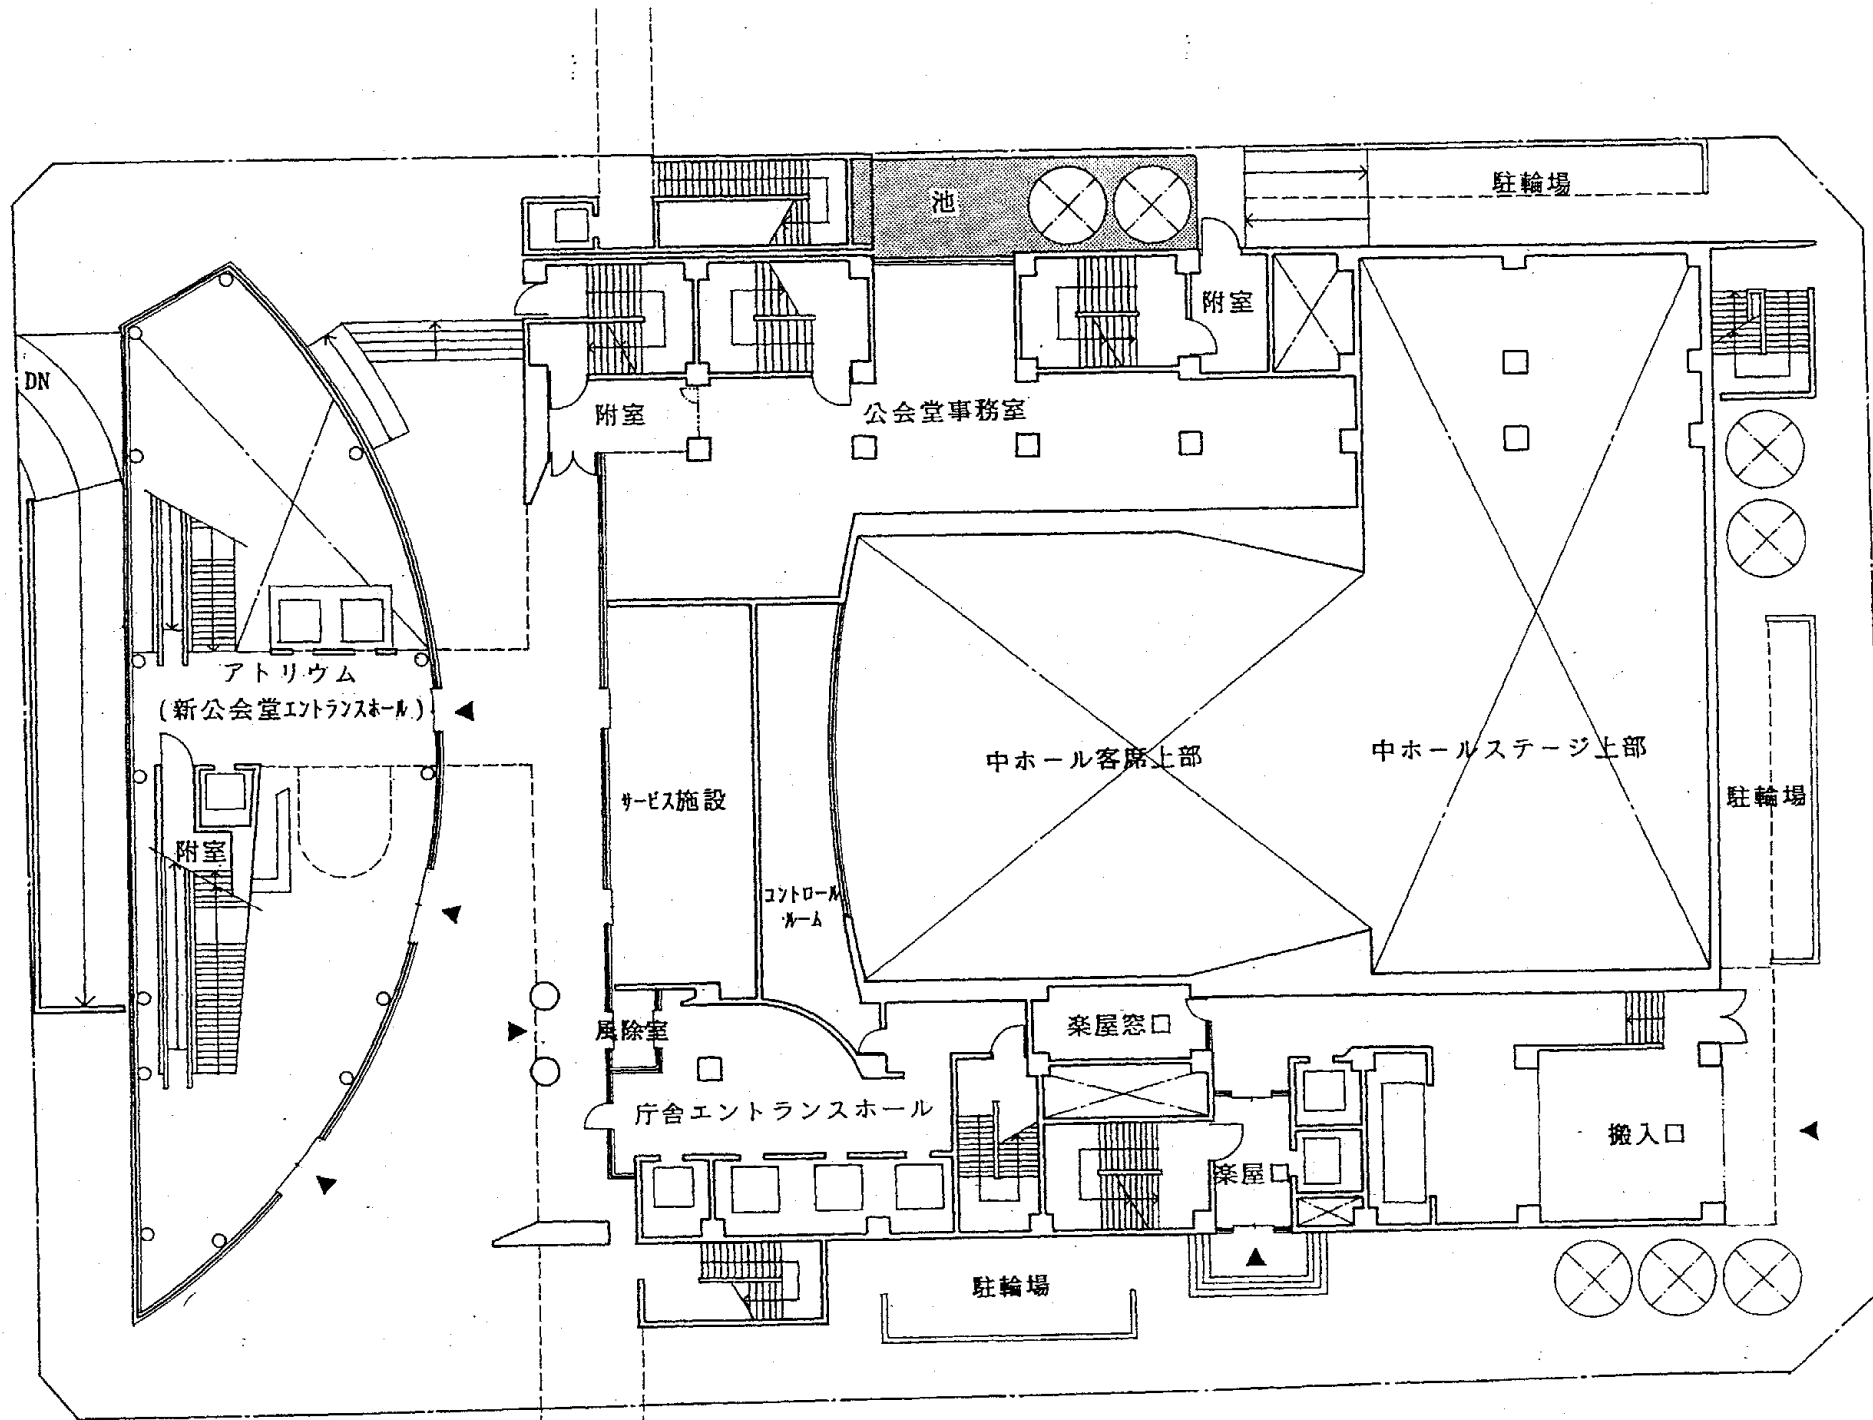 駐輪場
附室
DN
附室
公会堂事務室
アトリウム
(新公会堂エントランスホール)
中ホール客席上部
中ホールステージ上部
サービス施設
駐輪場
附室
コントロール
ルーム
風除室
楽屋窓口
庁舎エントランスホール
搬入口
楽屋口
駐輪場